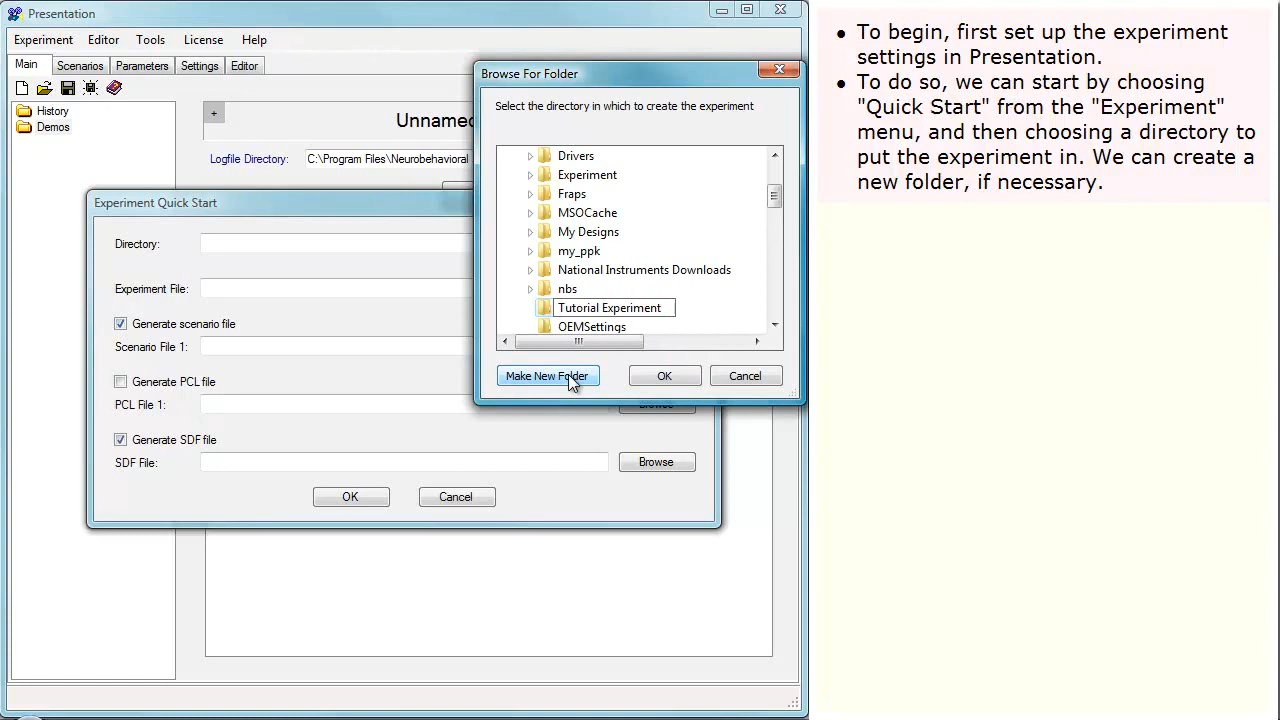 Presentation
Experiment Editor Tools License Help
Main Scenarios Parameters Settings Editor
History
Demos
+
Unnamed
Logfile Directory: C:\Program Files\Neurobehavioral
Experiment Quick Start
Directory:
Experiment File:
Generate scenario file
Scenario File 1:
Generate PCL file
PCL File 1:
Browse
Generate SDF file
SDF File:
Browse
OK Cancel
Browse For Folder
Select the directory in which to create the experiment
Drivers
Experiment
Fraps
MSOCache
My Designs
my_ppk
National Instruments Downloads
nbs
Tutorial Experiment
OEMSettings
Make New Folder OK Cancel
• To begin, first set up the experiment
settings in Presentation.
• To do so, we can start by choosing
"Quick Start" from the "Experiment"
menu, and then choosing a directory to
put the experiment in. We can create a
new folder, if necessary.